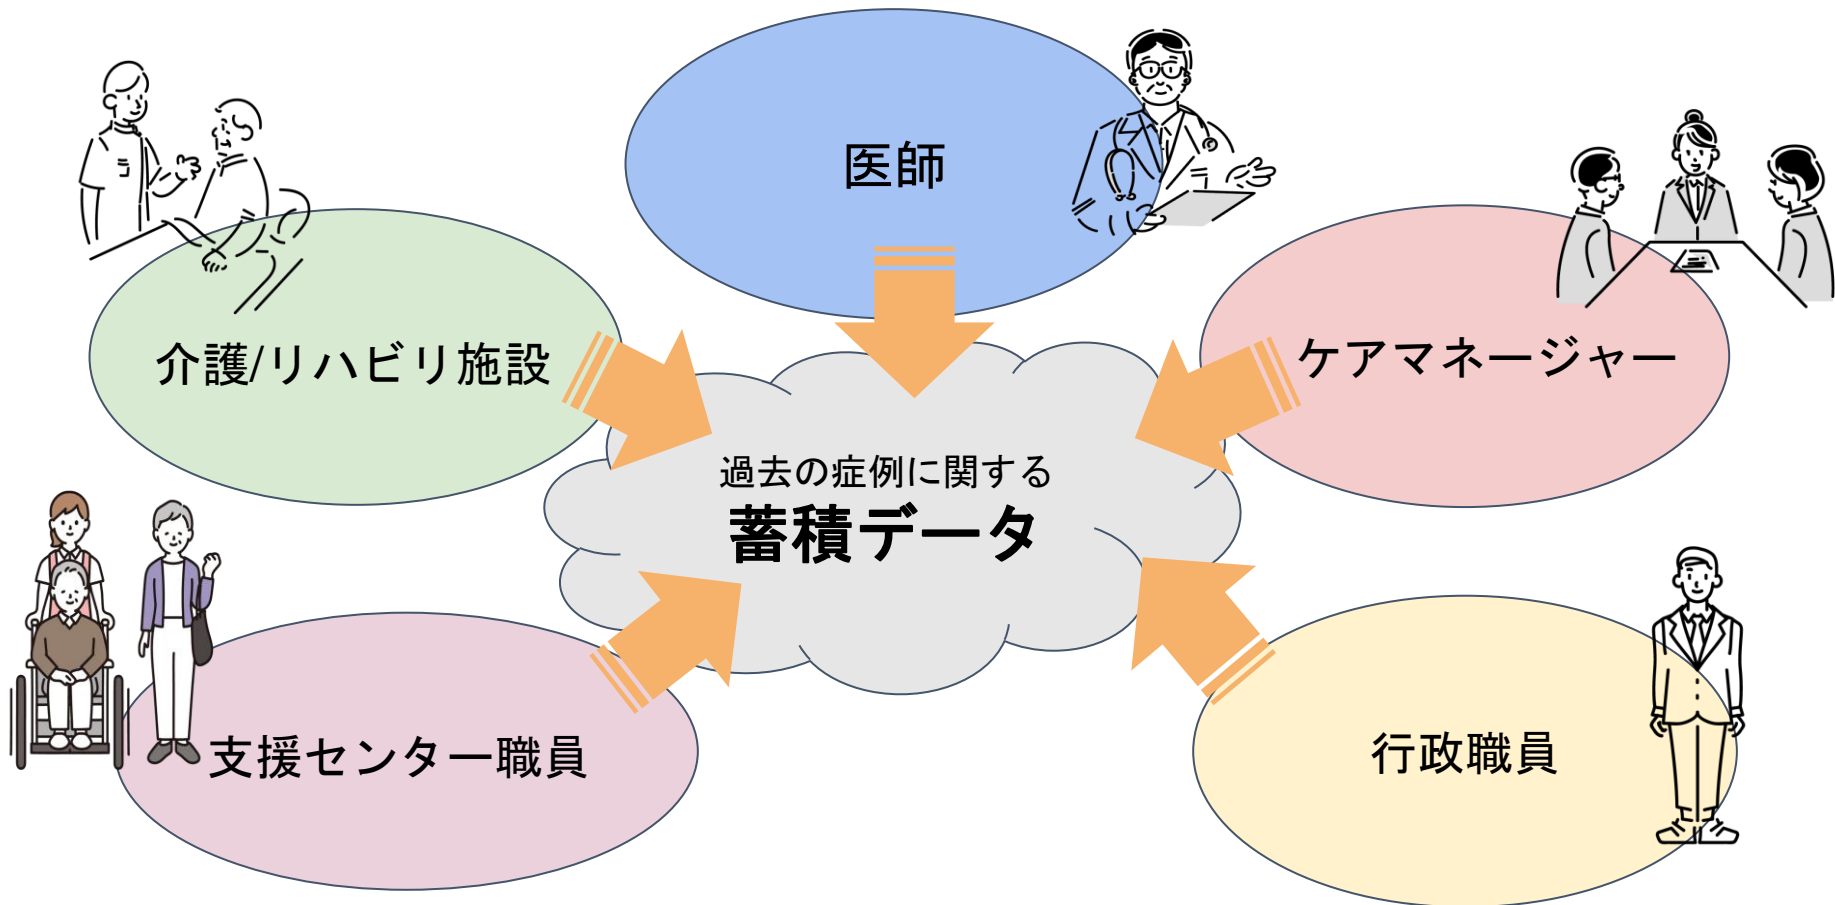 医師
介護/リハビリ施設
ケアマネージャー
過去の症例に関する
蓄積データ
支援センター職員
行政職員